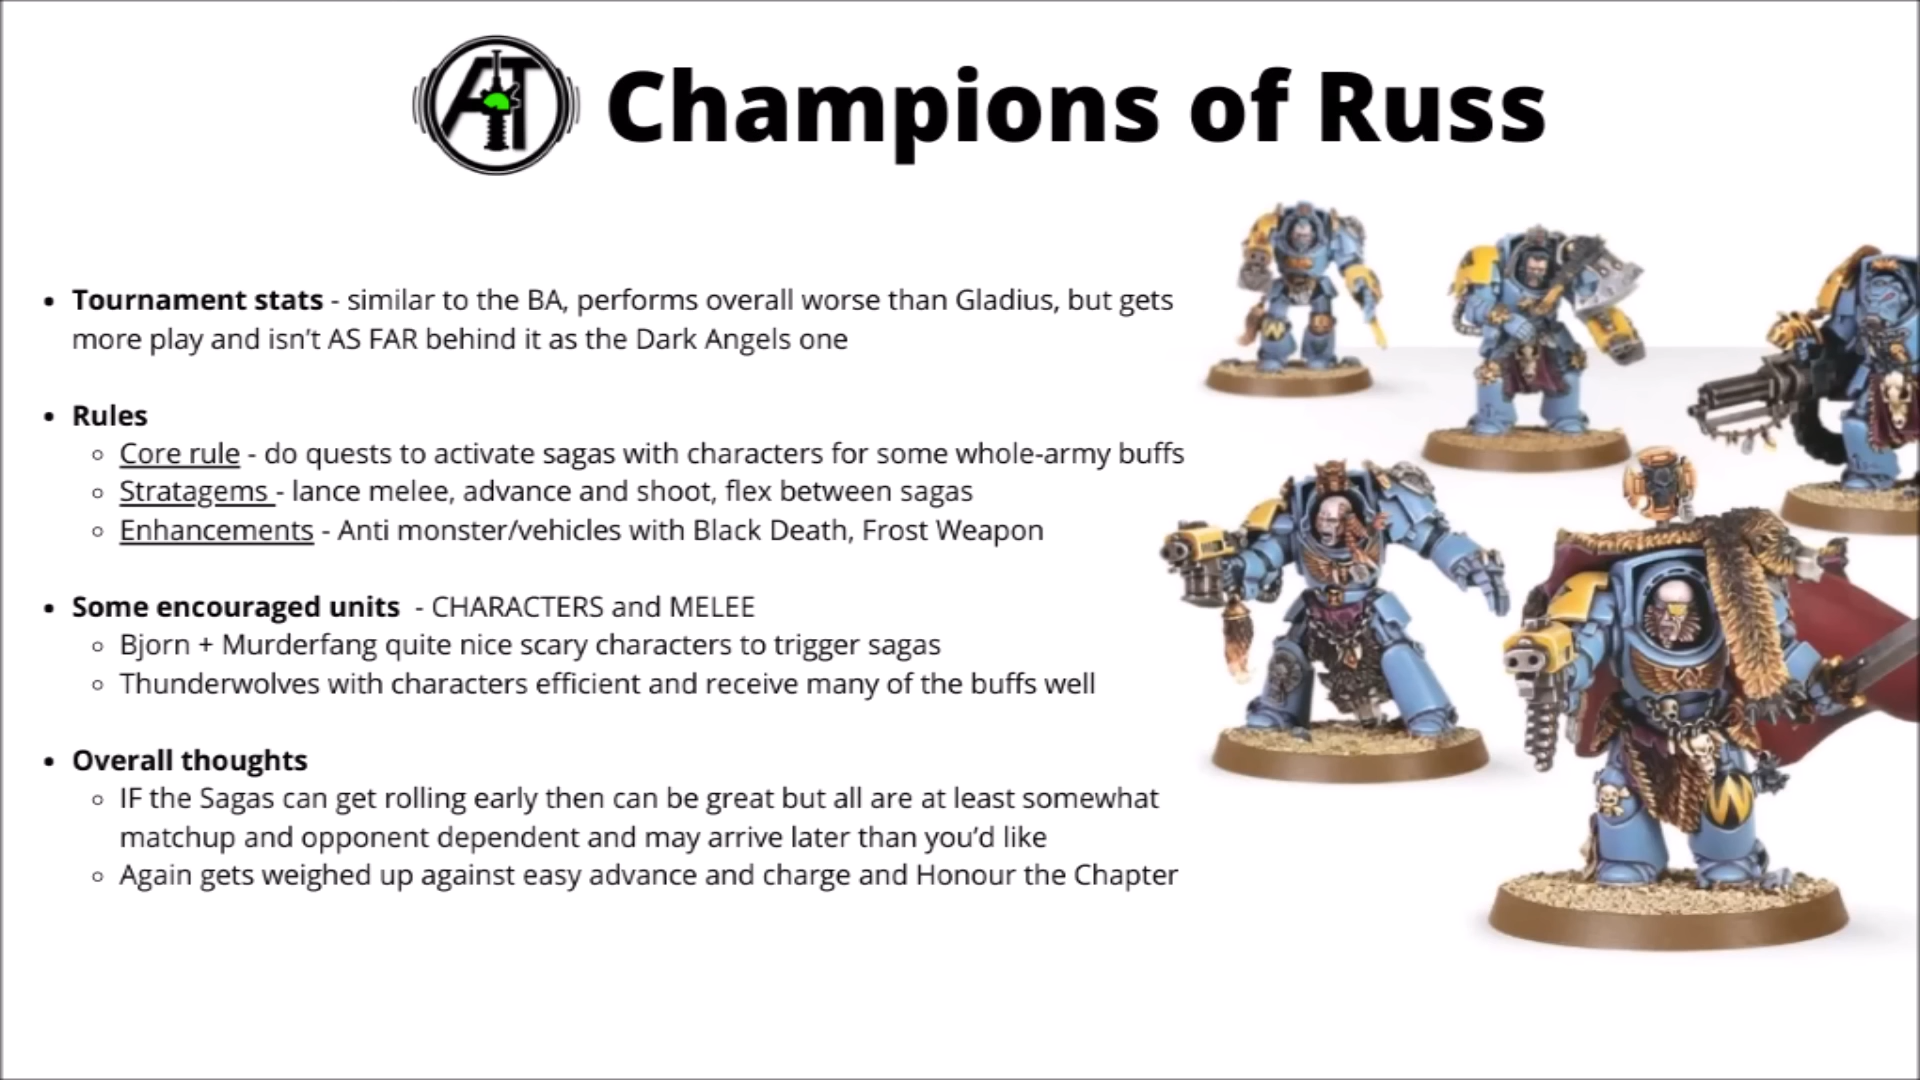 AT
Champions of Russ
• Tournament stats - similar to the BA, performs overall worse than Gladius, but gets
more play and isn’t AS FAR behind it as the Dark Angels one
• Rules
◦ Core rule - do quests to activate sagas with characters for some whole-army buffs
◦ Stratagems - lance melee, advance and shoot, flex between sagas
◦ Enhancements - Anti monster/vehicles with Black Death, Frost Weapon
• Some encouraged units - CHARACTERS and MELEE
◦ Bjorn + Murderfang quite nice scary characters to trigger sagas
◦ Thunderwolves with characters efficient and receive many of the buffs well
• Overall thoughts
◦ IF the Sagas can get rolling early then can be great but all are at least somewhat
matchup and opponent dependent and may arrive later than you’d like
◦ Again gets weighed up against easy advance and charge and Honour the Chapter
W
W